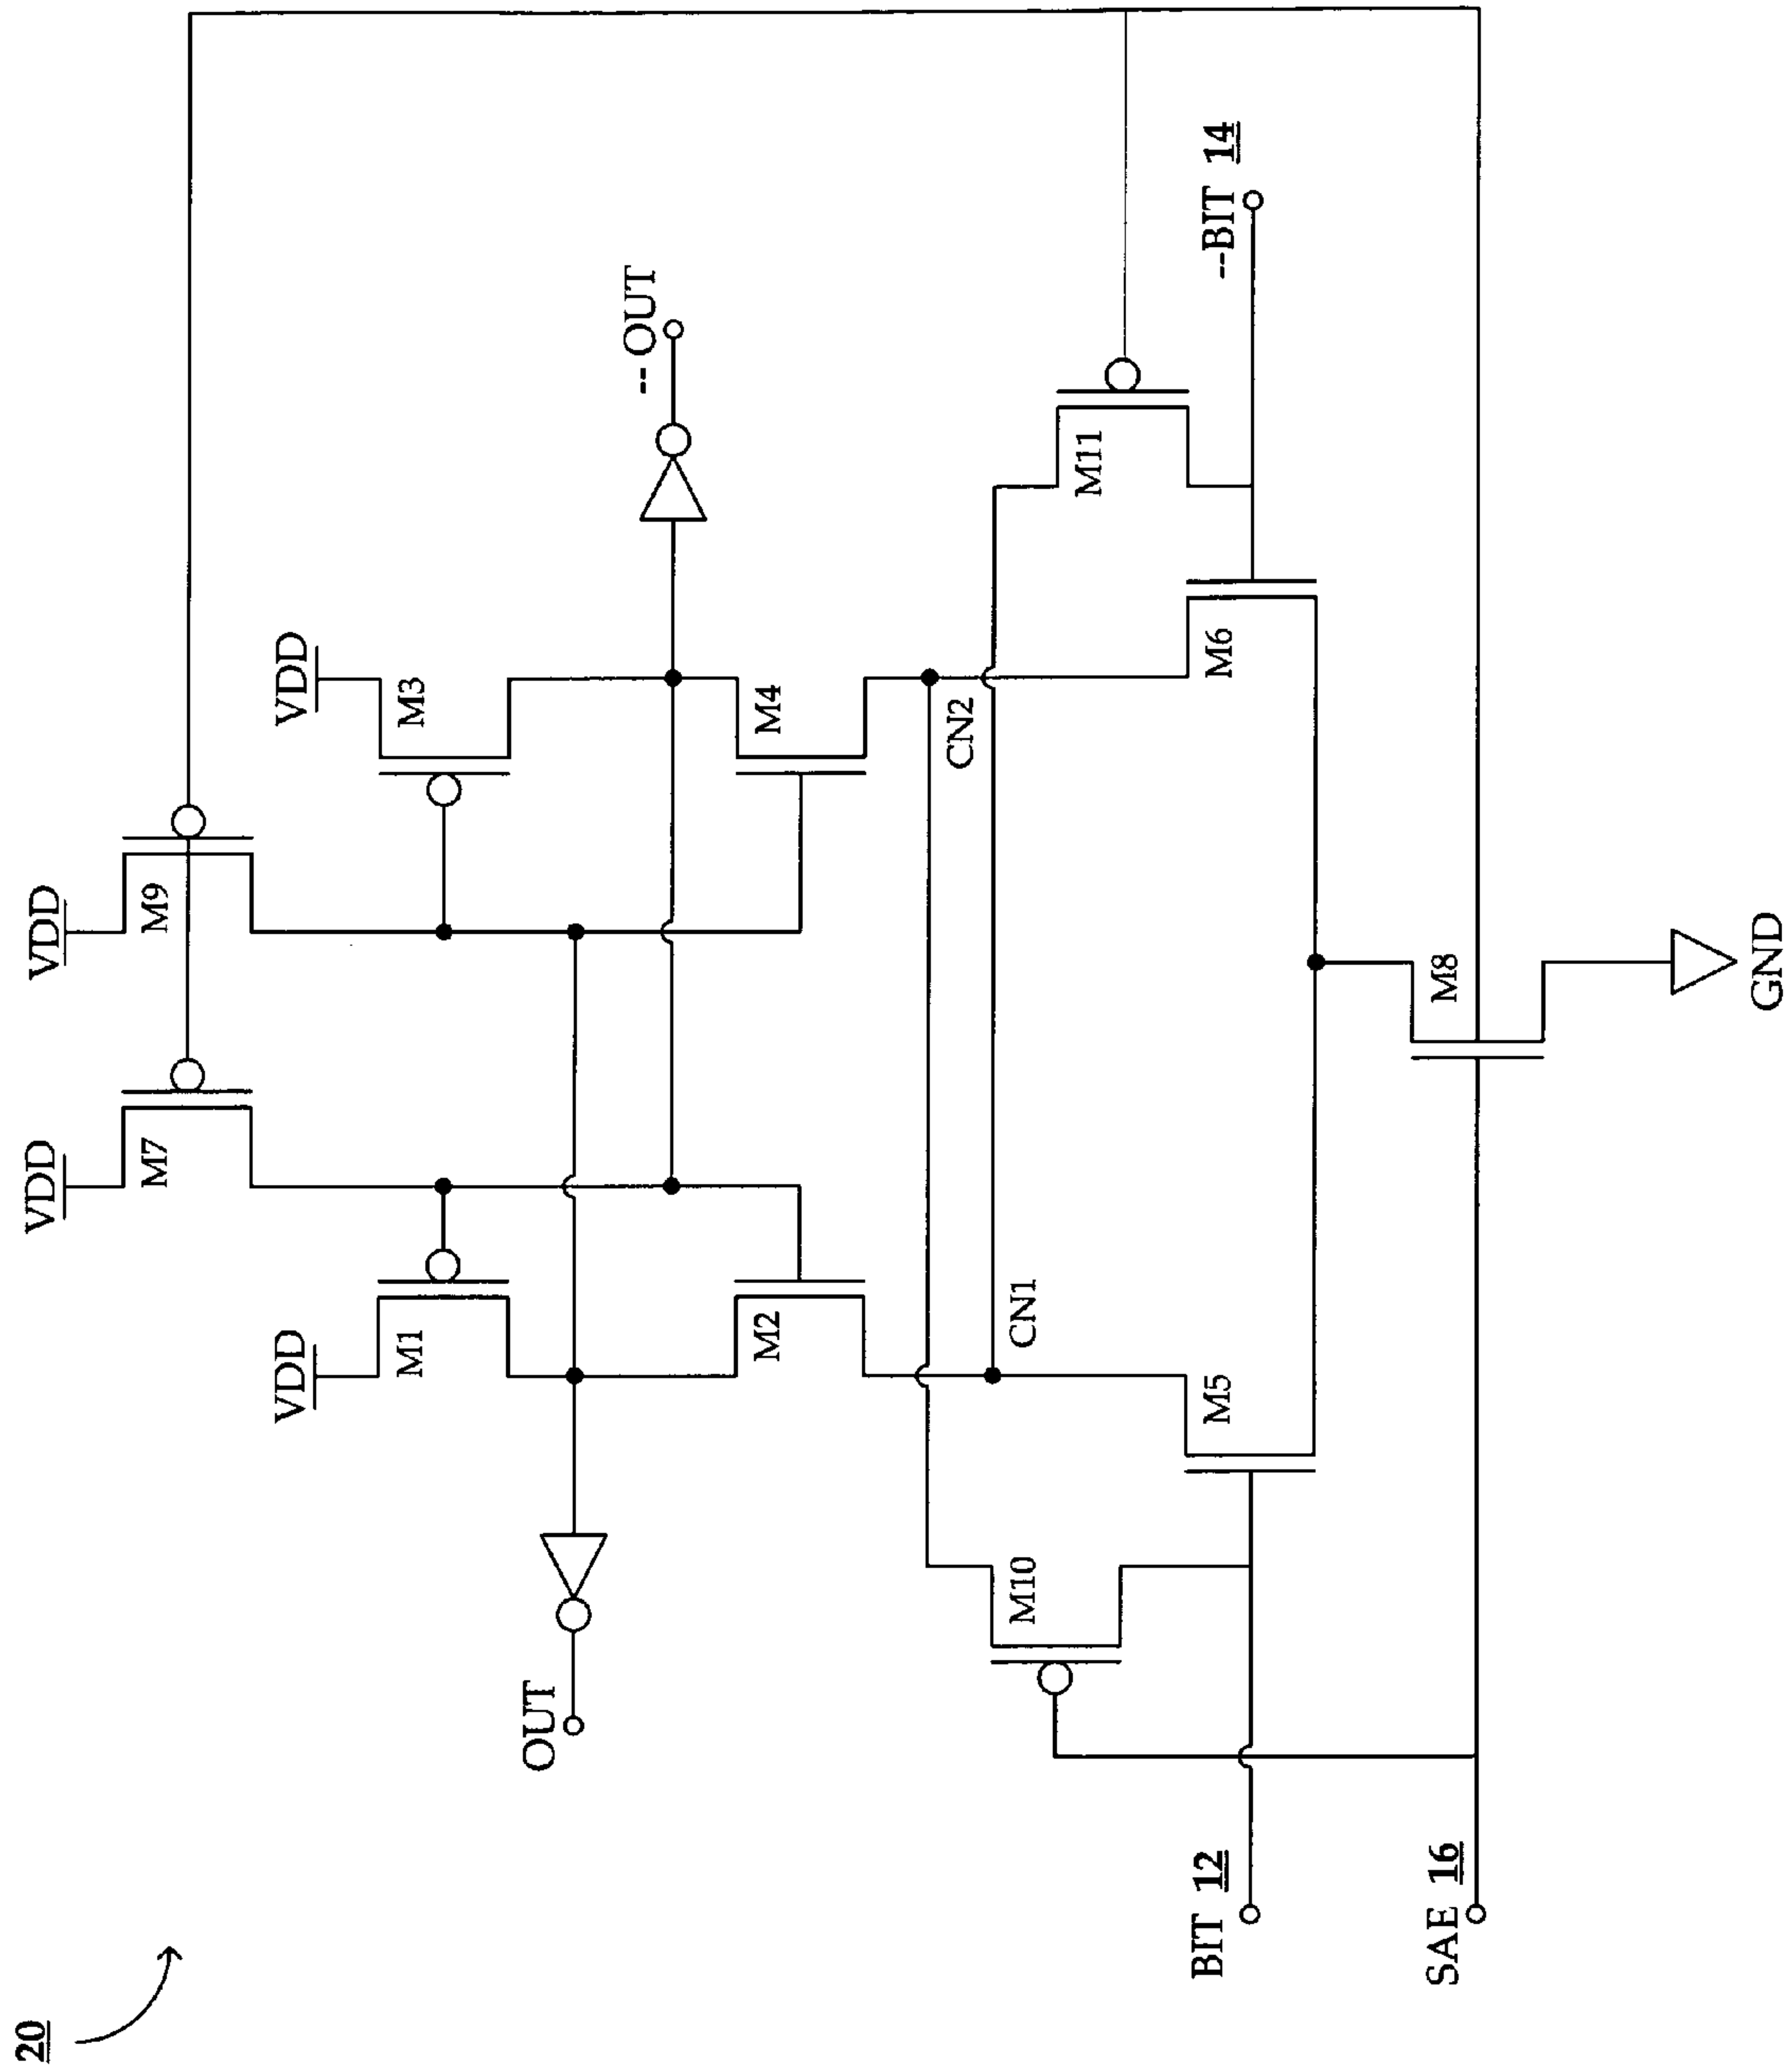 20
VDD
VDD
M7
M9
VDD
VDD
M1
M3
OUT
-- OUT
M2
M4
CN1
CN2
M10
M11
BIT 12
M5
M6
--BIT 14
SAE 16
M8
GND